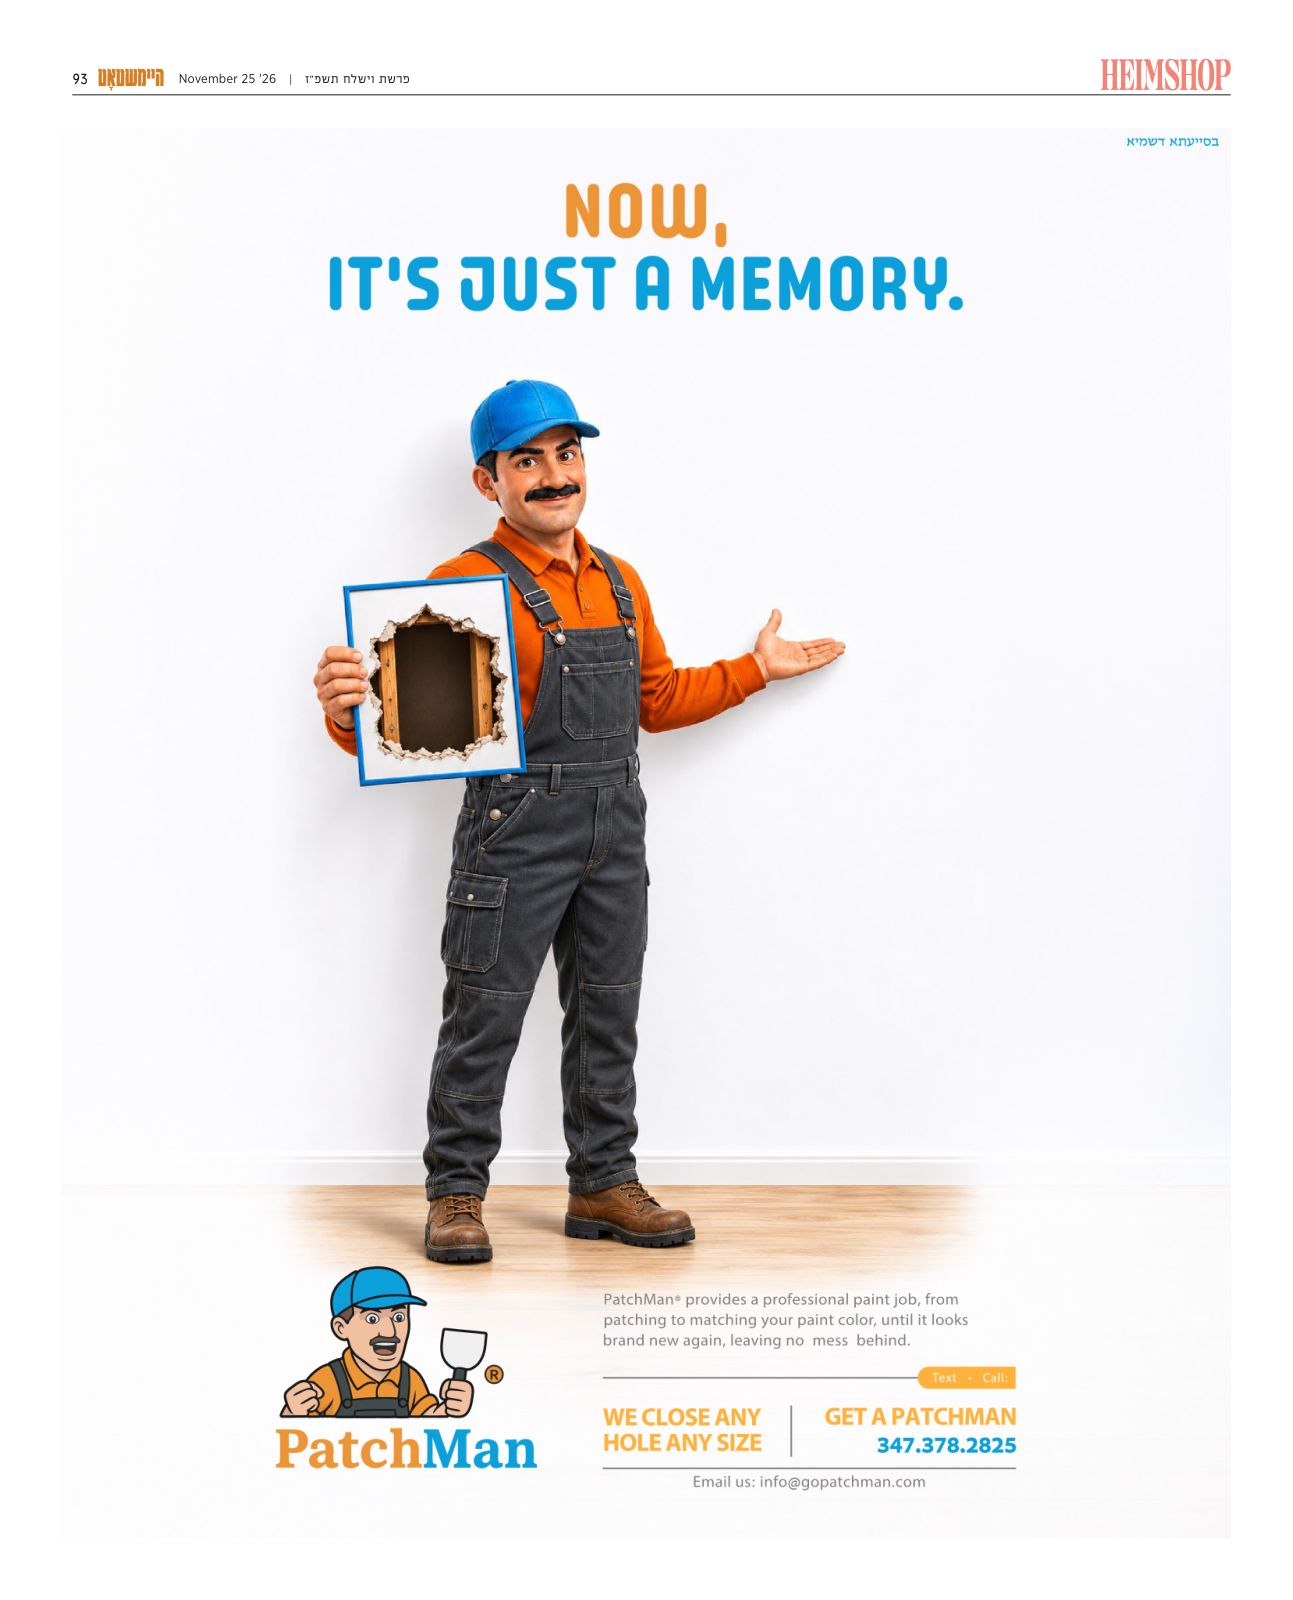 93 היימשטאָט November 25 '26 | פרשת וישלח תשפ״ז
HEIMSHOP
בסייעתא דשמיא
NOW,
IT'S JUST A MEMORY.
PatchMan® provides a professional paint job, from
patching to matching your paint color, until it looks
brand new again, leaving no mess behind.
Text · Call:
WE CLOSE ANY
HOLE ANY SIZE
GET A PATCHMAN
347.378.2825
Email us: info@gopatchman.com
®
PatchMan